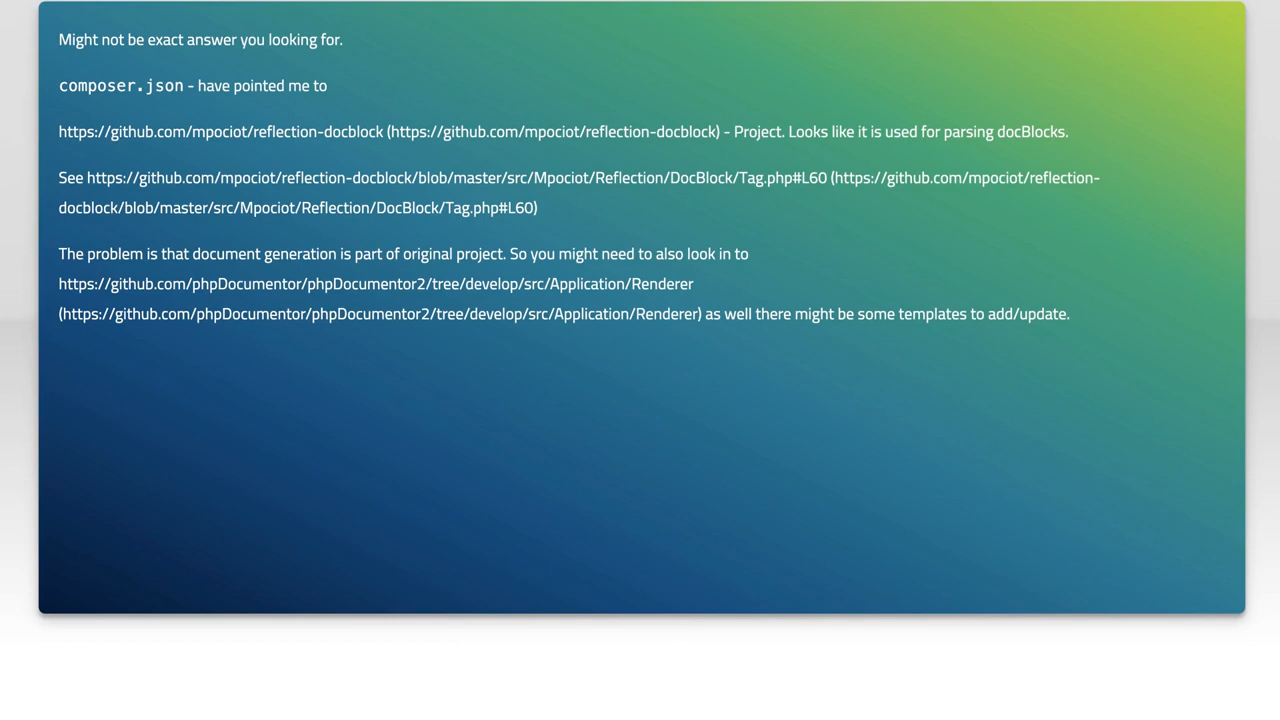 Might not be exact answer you looking for.
composer.json - have pointed me to
https://github.com/mpociot/reflection-docblock (https://github.com/mpociot/reflection-docblock) - Project. Looks like it is used for parsing docBlocks.
See https://github.com/mpociot/reflection-docblock/blob/master/src/Mpociot/Reflection/DocBlock/Tag.php#L60 (https://github.com/mpociot/reflection-
docblock/blob/master/src/Mpociot/Reflection/DocBlock/Tag.php#L60)
The problem is that document generation is part of original project. So you might need to also look in to
https://github.com/phpDocumentor/phpDocumentor2/tree/develop/src/Application/Renderer
(https://github.com/phpDocumentor/phpDocumentor2/tree/develop/src/Application/Renderer) as well there might be some templates to add/update.